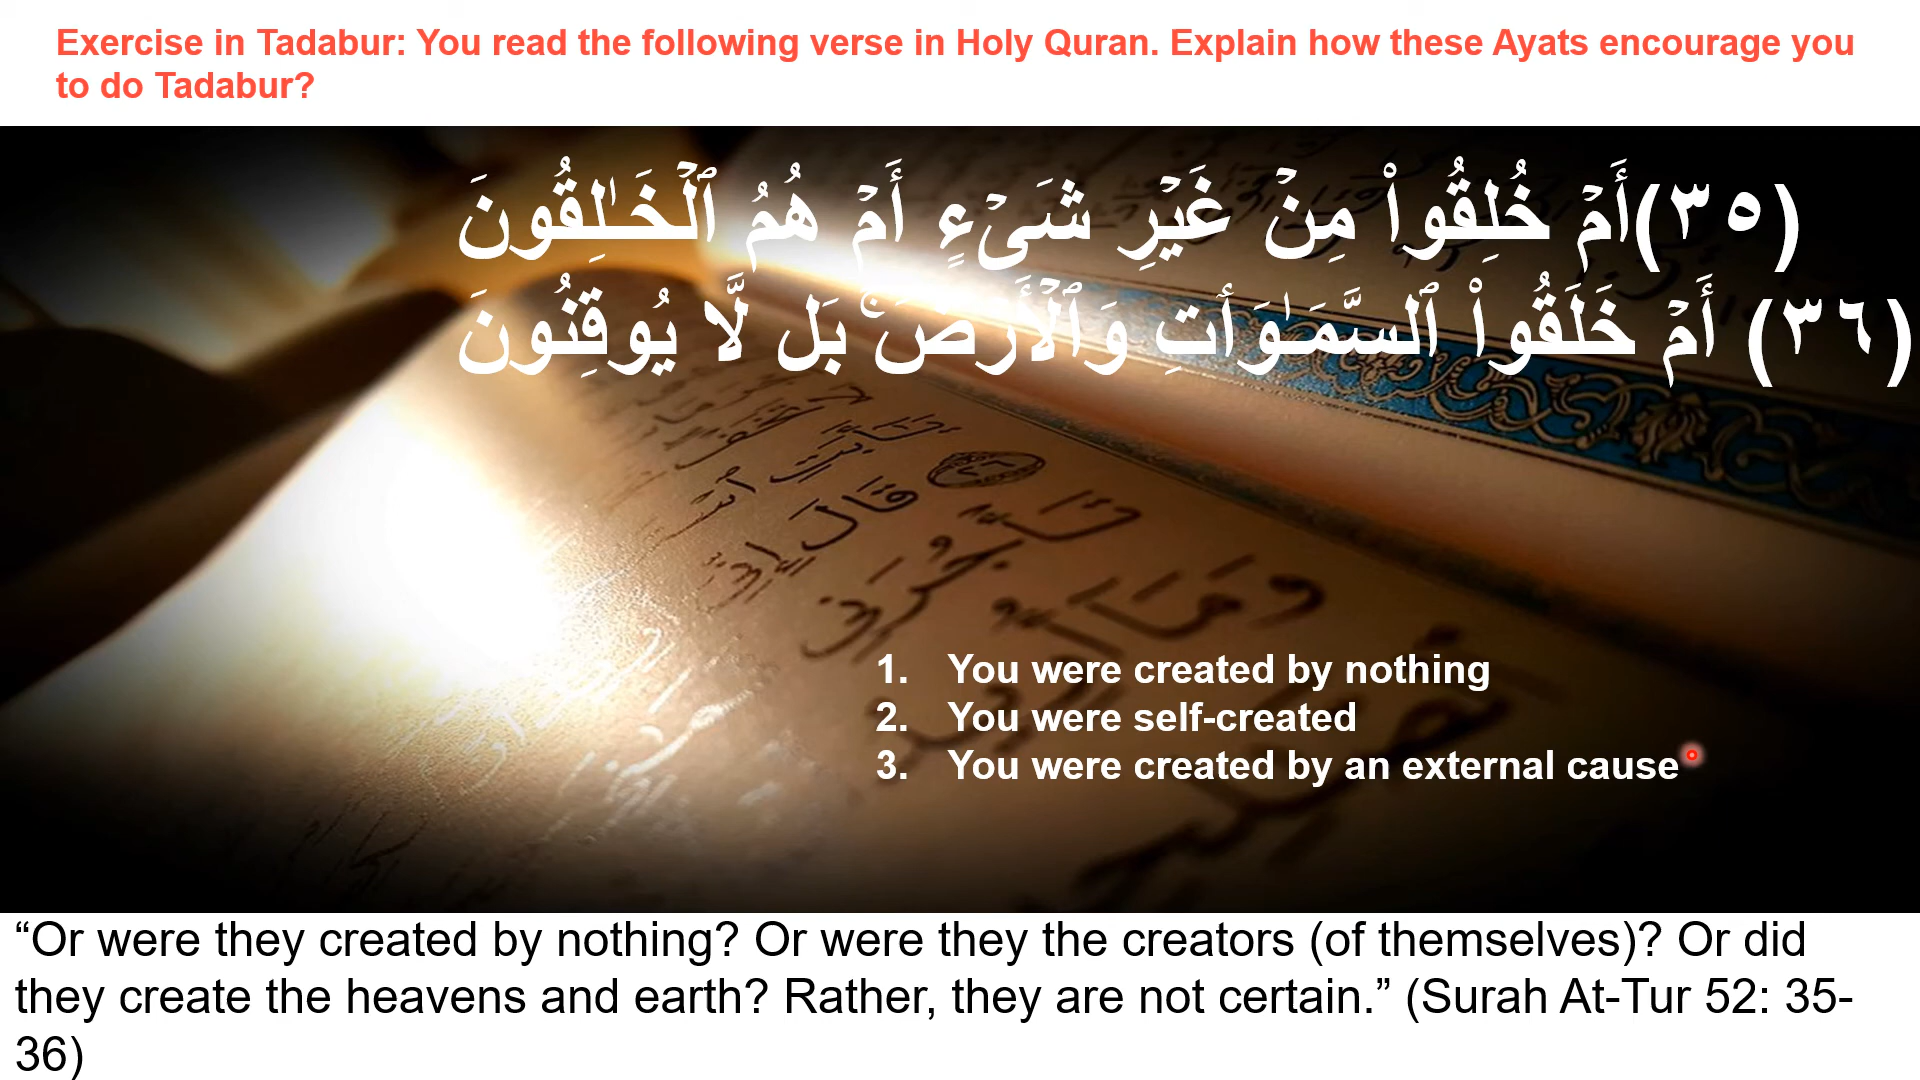 Exercise in Tadabur: You read the following verse in Holy Quran. Explain how these Ayats encourage you
to do Tadabur?
(٣٥)أَمۡ خُلِقُواْ مِنۡ غَيۡرِ شَىۡءٍ أَمۡ هُمُ ٱلۡخَـٰلِقُونَ
(٣٦) أَمۡ خَلَقُواْ ٱلسَّمَـٰوَٲتِ وَٱلۡأَرۡضَ‌ۚ بَل لَّا يُوقِنُونَ
قَالَ إِنِّى
1. You were created by nothing
2. You were self-created
3. You were created by an external cause
“Or were they created by nothing? Or were they the creators (of themselves)? Or did
they create the heavens and earth? Rather, they are not certain.” (Surah At-Tur 52: 35-
36)